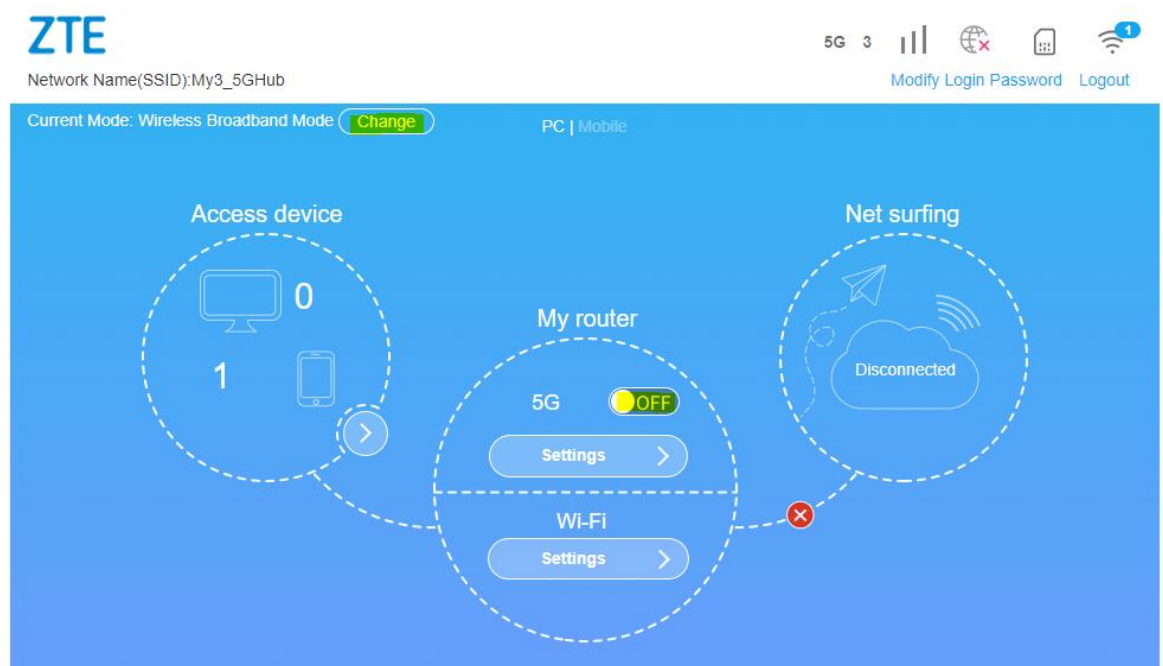 ZTE
5G 3
1
Network Name(SSID):My3_5GHub
Modify Login Password Logout
Current Mode: Wireless Broadband Mode Change
PC | Mobile
Access device
Net surfing
0
My router
1
Disconnected
5G OFF
Settings
Wi-Fi
Settings